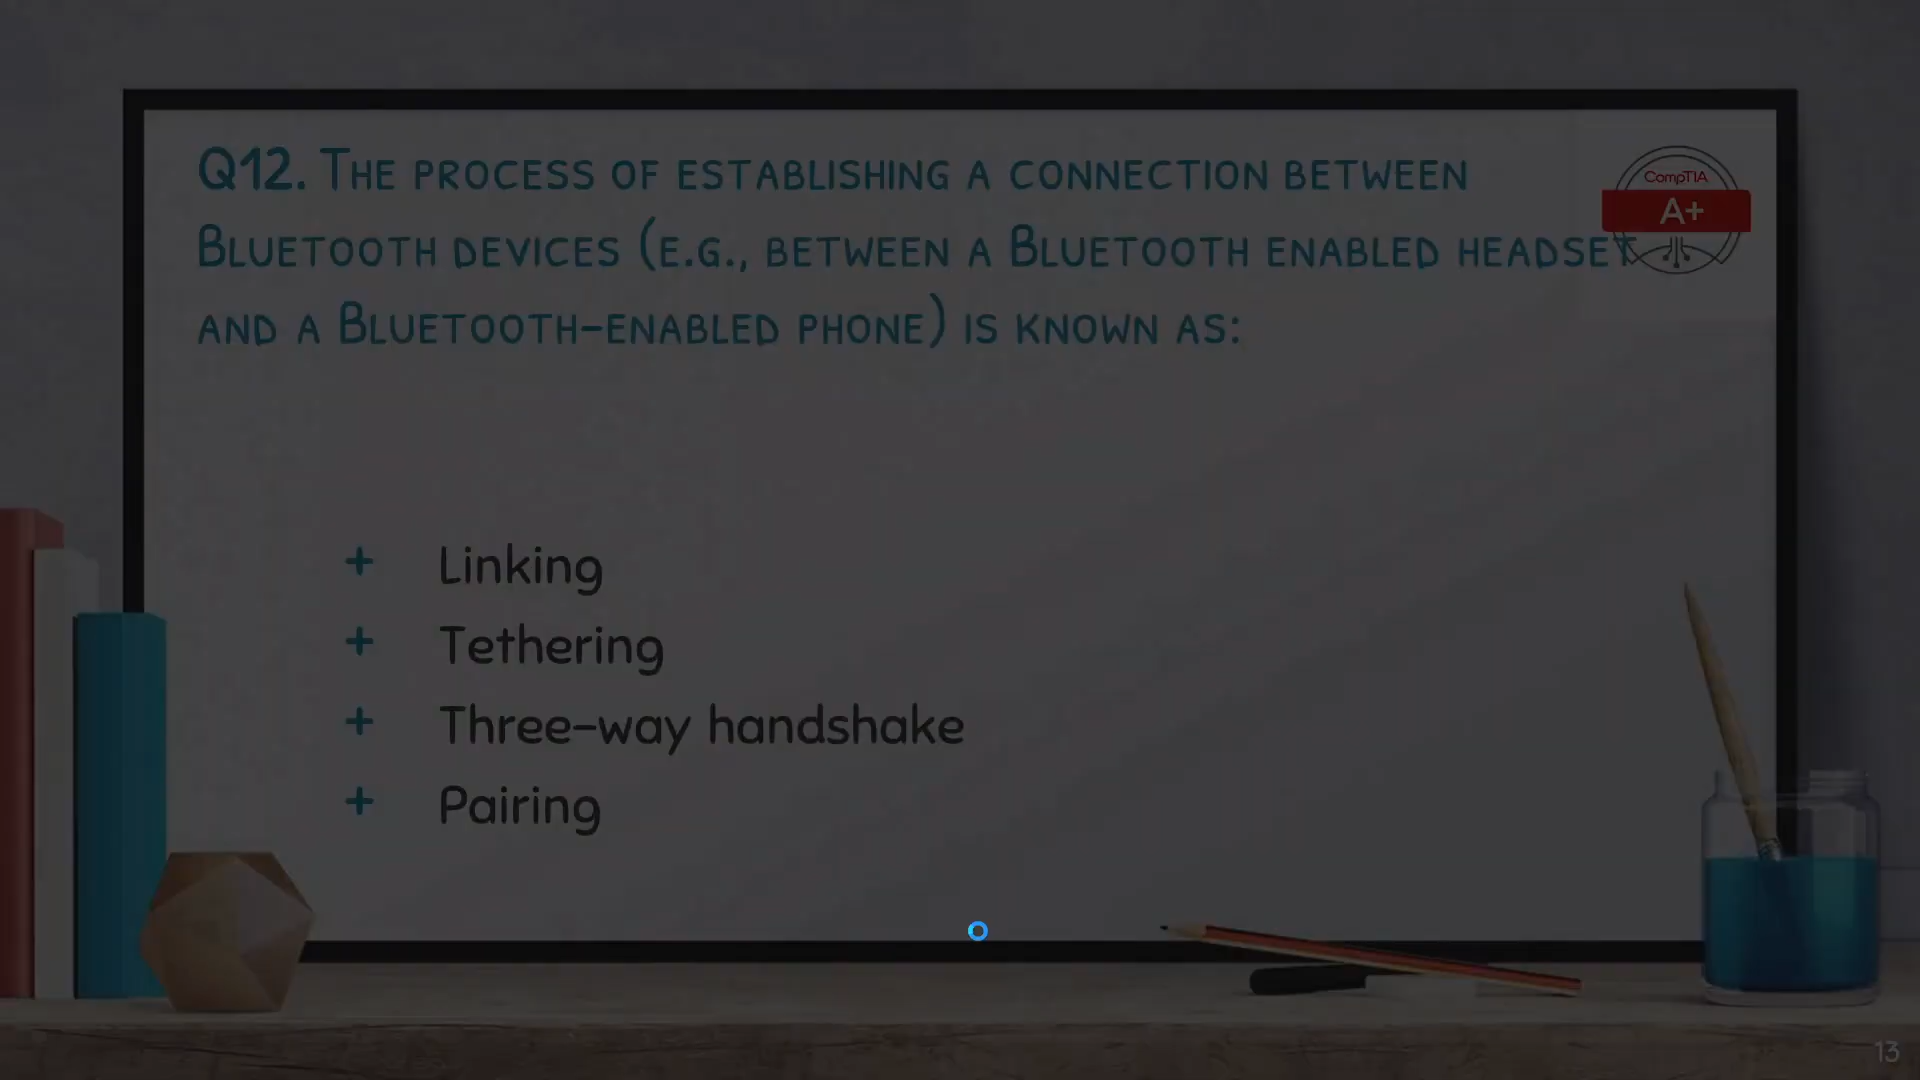 Q12. The process of establishing a connection between
Bluetooth devices (e.g., between a Bluetooth enabled headset
and a Bluetooth-enabled phone) is known as:
CompTIA
A+
+ Linking
+ Tethering
+ Three-way handshake
+ Pairing
13